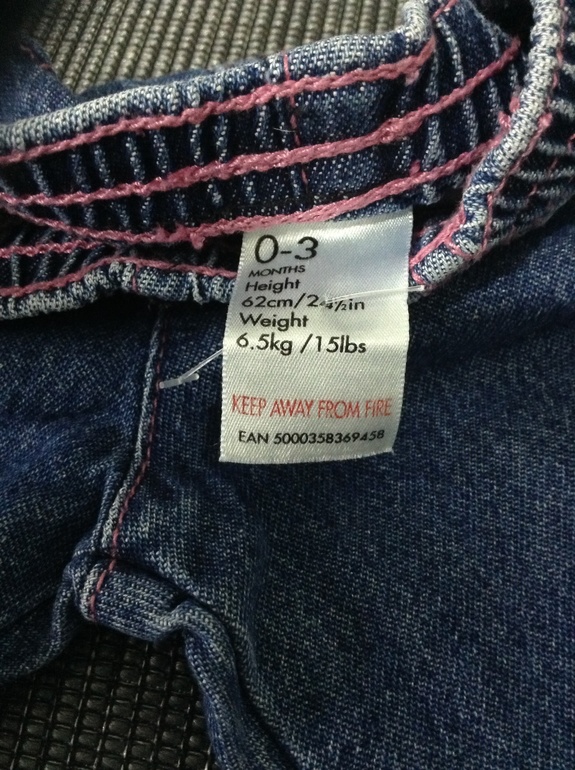 0-3
MONTHS
Height
62cm/24½in
Weight
6.5kg /15lbs
KEEP AWAY FROM FIRE
EAN 5000358369458